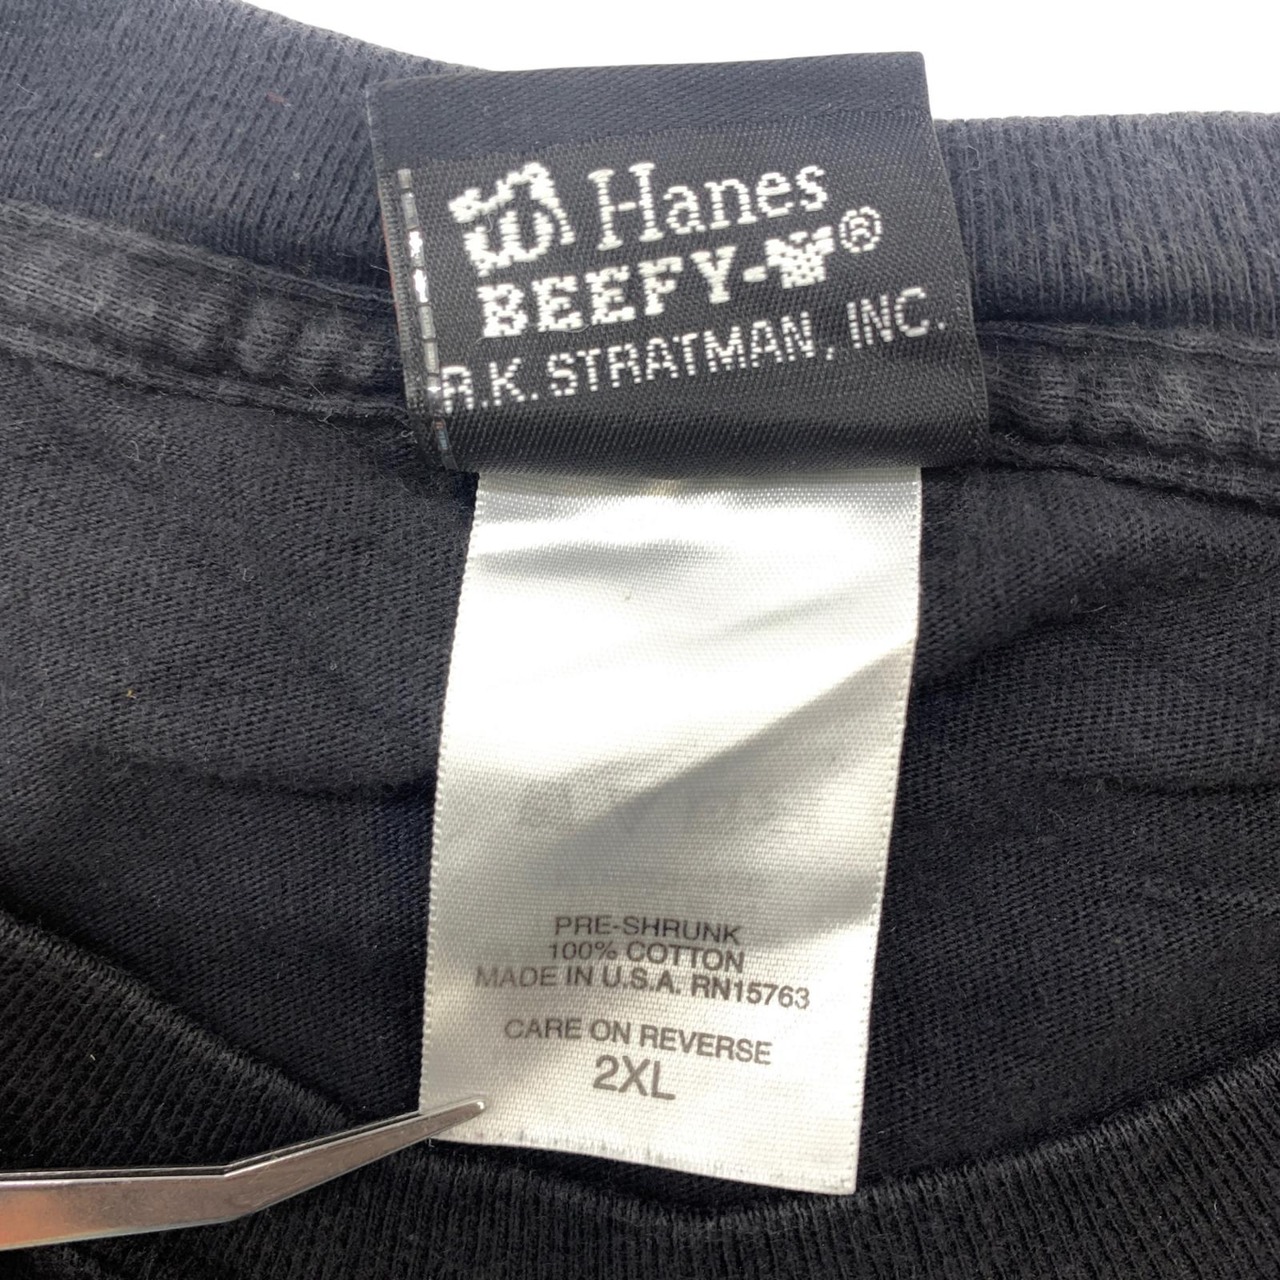 Hanes
BEEFY-T®
R.K. STRATMAN, INC.
PRE-SHRUNK
100% COTTON
MADE IN U.S.A. RN15763
CARE ON REVERSE
2XL